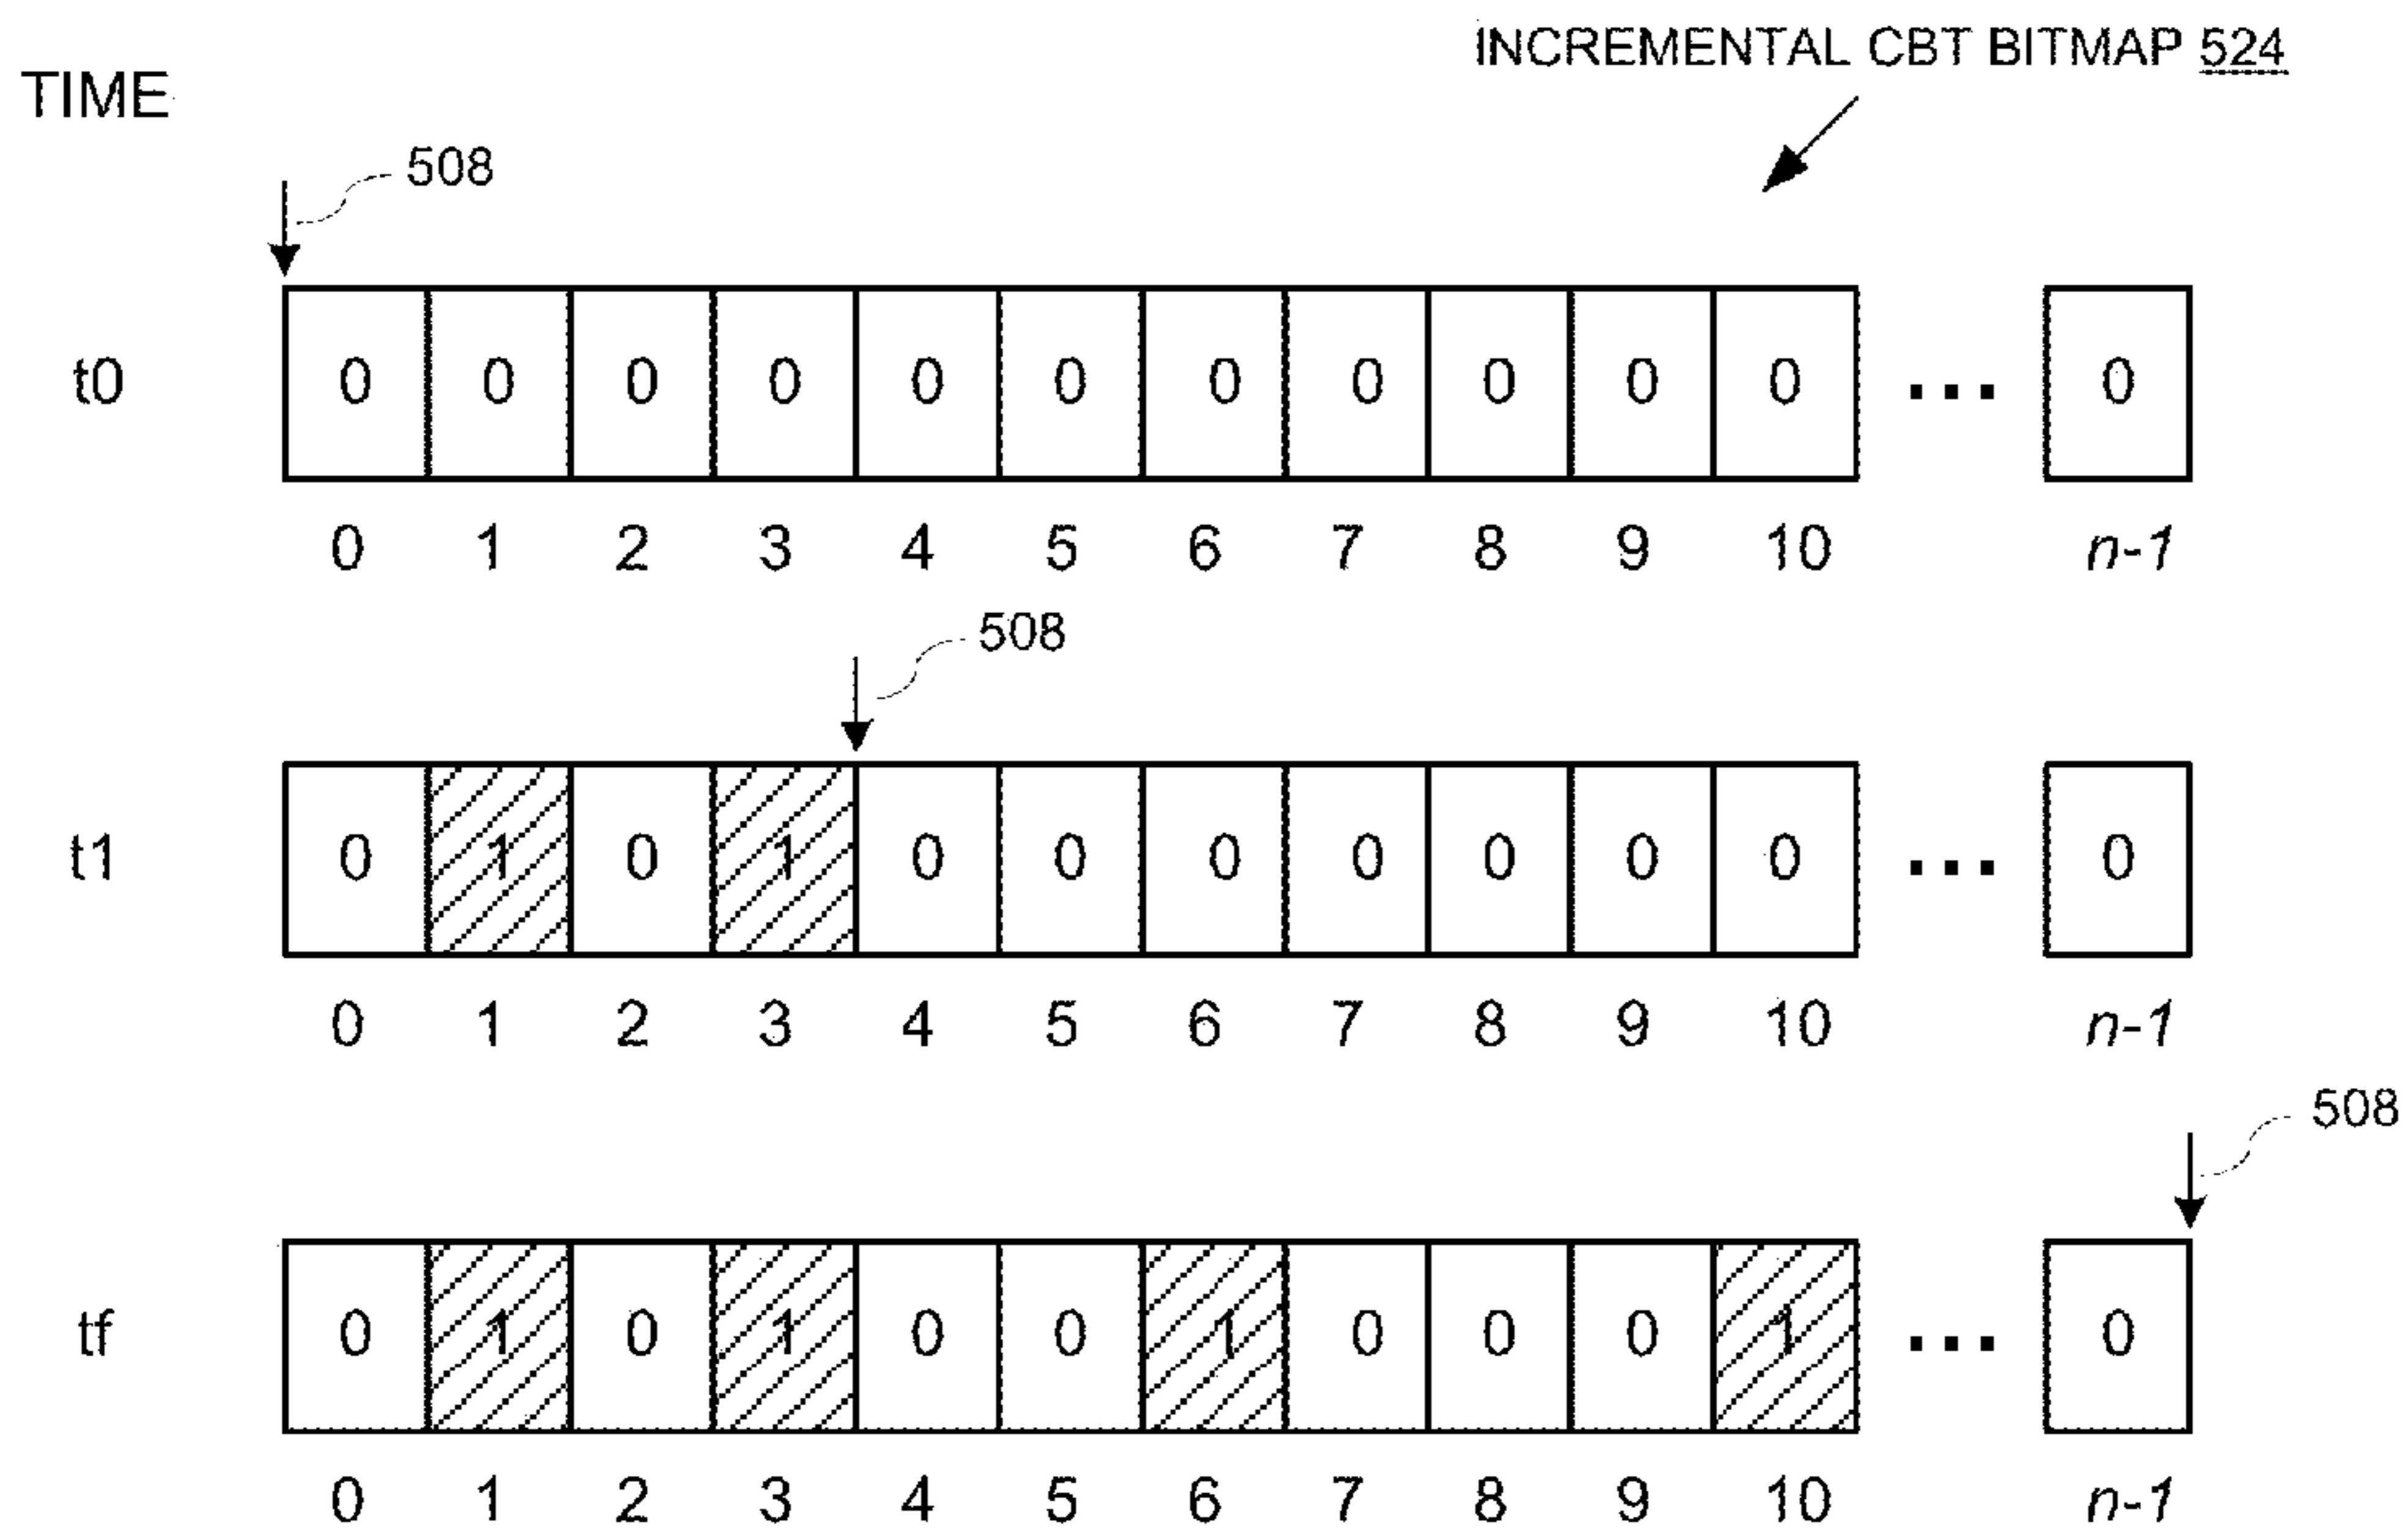 INCREMENTAL CBT BITMAP 524
TIME
508
t0 0 0 0 0 0 0 0 0 0 0 0 ... 0
0 1 2 3 4 5 6 7 8 9 10 n-1
508
t1 0 1 0 1 0 0 0 0 0 0 0 ... 0
0 1 2 3 4 5 6 7 8 9 10 n-1
508
tf 0 1 0 1 0 0 1 0 0 0 1 ... 0
0 1 2 3 4 5 6 7 8 9 10 n-1